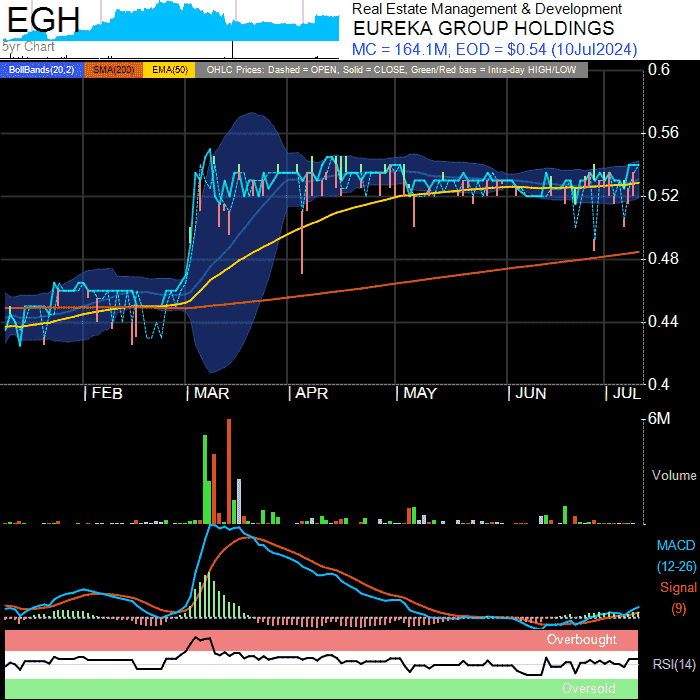 EGH
5yr Chart
Real Estate Management & Development
EUREKA GROUP HOLDINGS
MC = 164.1M, EOD = $0.54 (10Jul2024)
BollBands(20,2) SMA(200) EMA(50) OHLC Prices: Dashed = OPEN, Solid = CLOSE, Green/Red bars = Intra-day HIGH/LOW
0.6
0.56
0.52
0.48
0.44
0.4
| FEB | MAR | APR | MAY | JUN | JUL
6M
Volume
MACD
(12-26)
Signal
(9)
Overbought
RSI(14)
Oversold